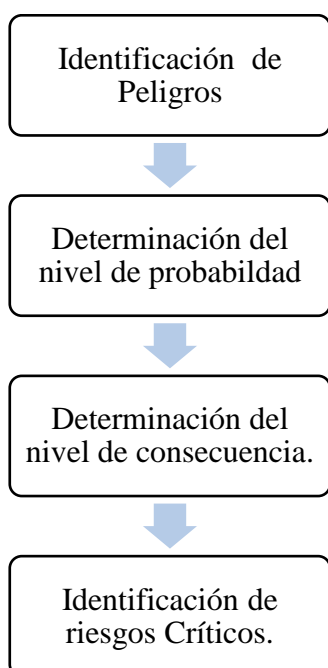 Identificación de
Peligros
Determinación del
nivel de probabildad
Determinación del
nivel de consecuencia.
Identificación de
riesgos Críticos.